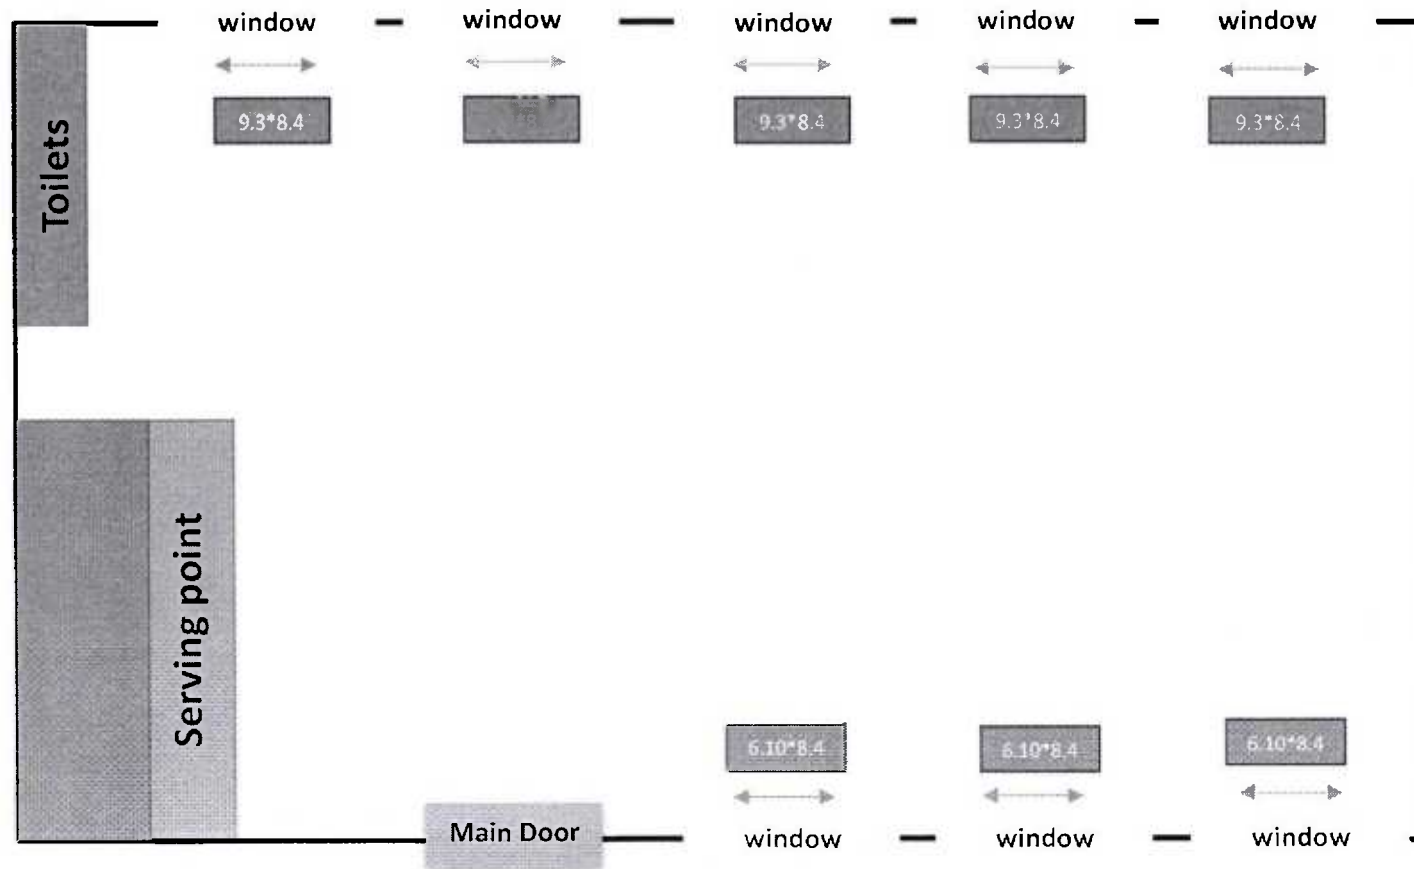 window window window window window
9.3*8.4 9.3*8.4 9.3*8.4 9.3*8.4
Toilets
Serving point
6.10*8.4 6.10*8.4 6.10*8.4
Main Door
window window window